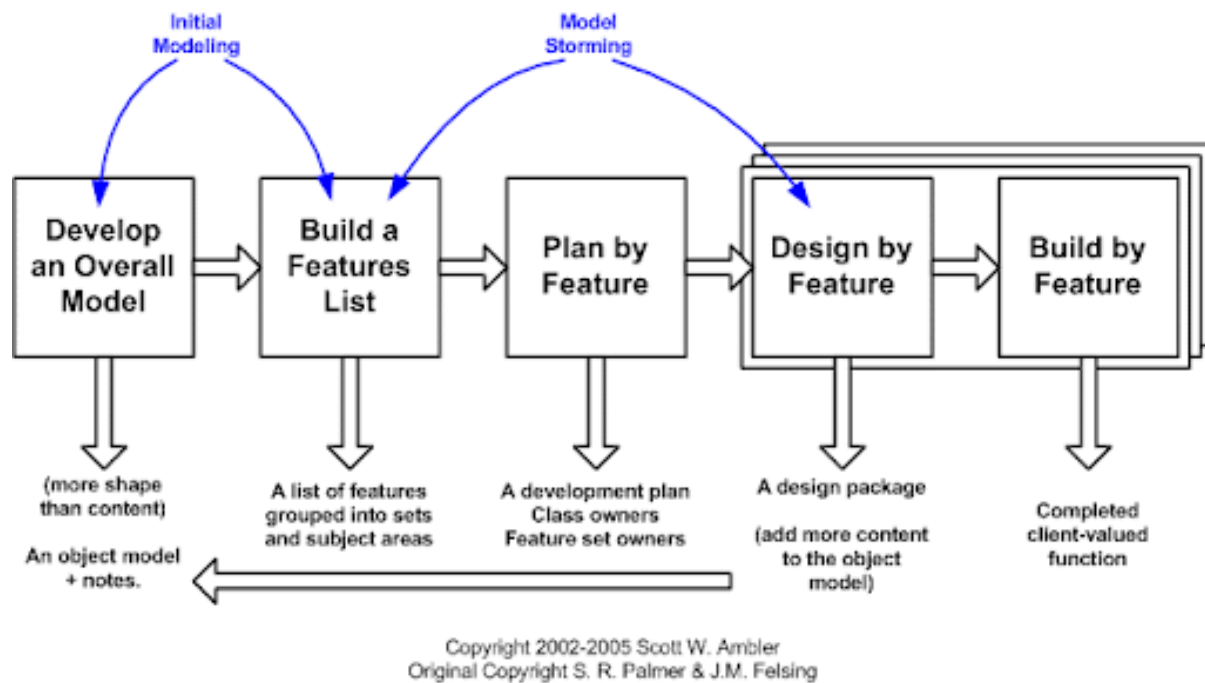 Initial
Modeling
Model
Storming
Develop
an Overall
Model
Build a
Features
List
Plan by
Feature
Design by
Feature
Build by
Feature
(more shape
than content)
An object model
+ notes.
A list of features
grouped into sets
and subject areas
A development plan
Class owners
Feature set owners
A design package
(add more content
to the object
model)
Completed
client-valued
function
Copyright 2002-2005 Scott W. Ambler
Original Copyright S. R. Palmer & J.M. Felsing